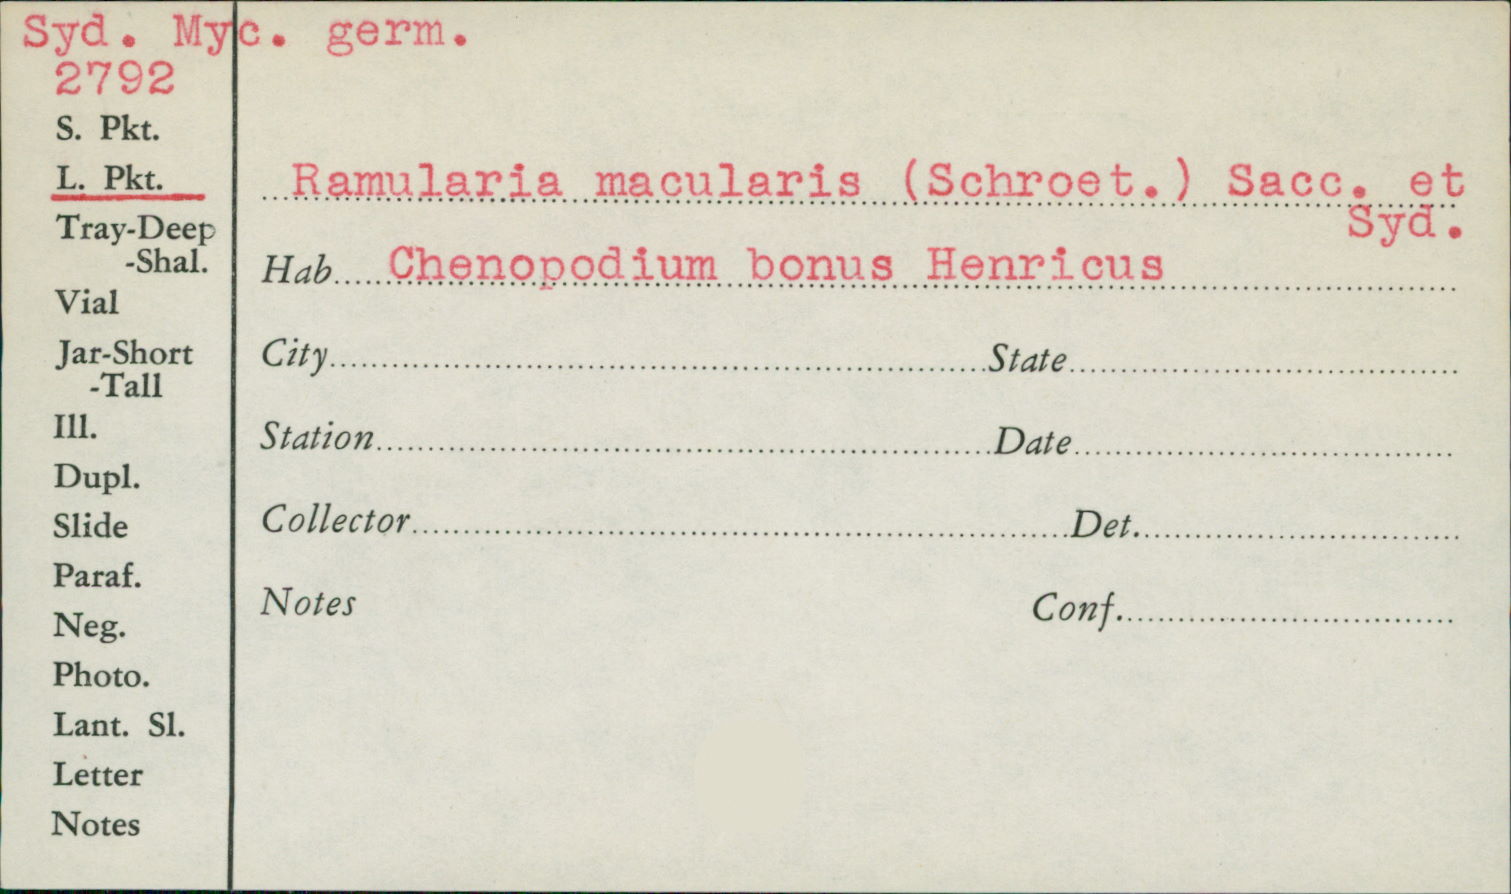 Syd. Myc. germ.
2792
S. Pkt.
L. Pkt.
Tray-Deep
-Shal.
Vial
Jar-Short
-Tall
Ill.
Dupl.
Slide
Paraf.
Neg.
Photo.
Lant. Sl.
Letter
Notes
Ramularia macularis (Schroet.) Sacc. et
Syd.
Hab. Chenopodium bonus Henricus
City State
Station Date
Collector Det.
Notes Conf.